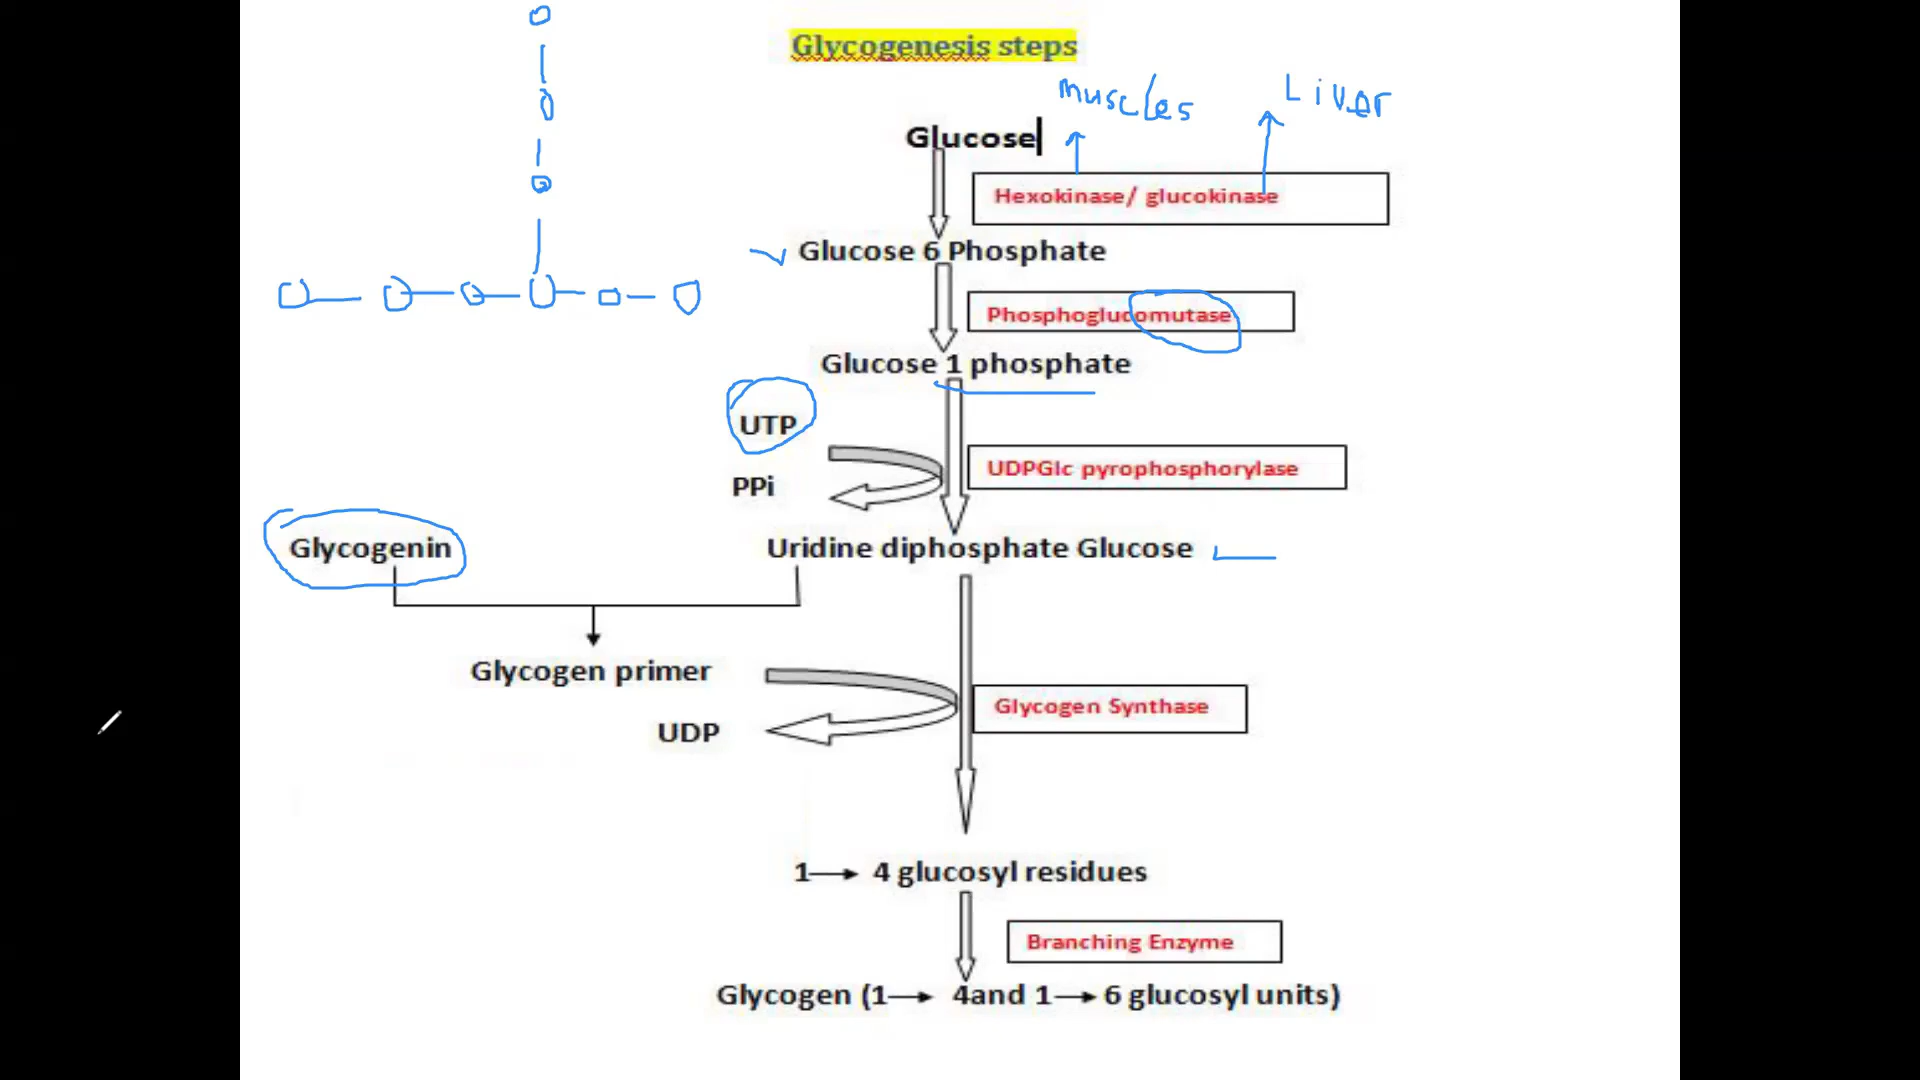 Glycogenesis steps
muscles
Liver
Glucose
Hexokinase/ glucokinase
Glucose 6 Phosphate
Phosphoglucomutase
Glucose 1 phosphate
UTP
PPi
UDPGlc pyrophosphorylase
Glycogenin
Uridine diphosphate Glucose
Glycogen primer
UDP
Glycogen Synthase
1→ 4 glucosyl residues
Branching Enzyme
Glycogen (1→ 4and 1→ 6 glucosyl units)